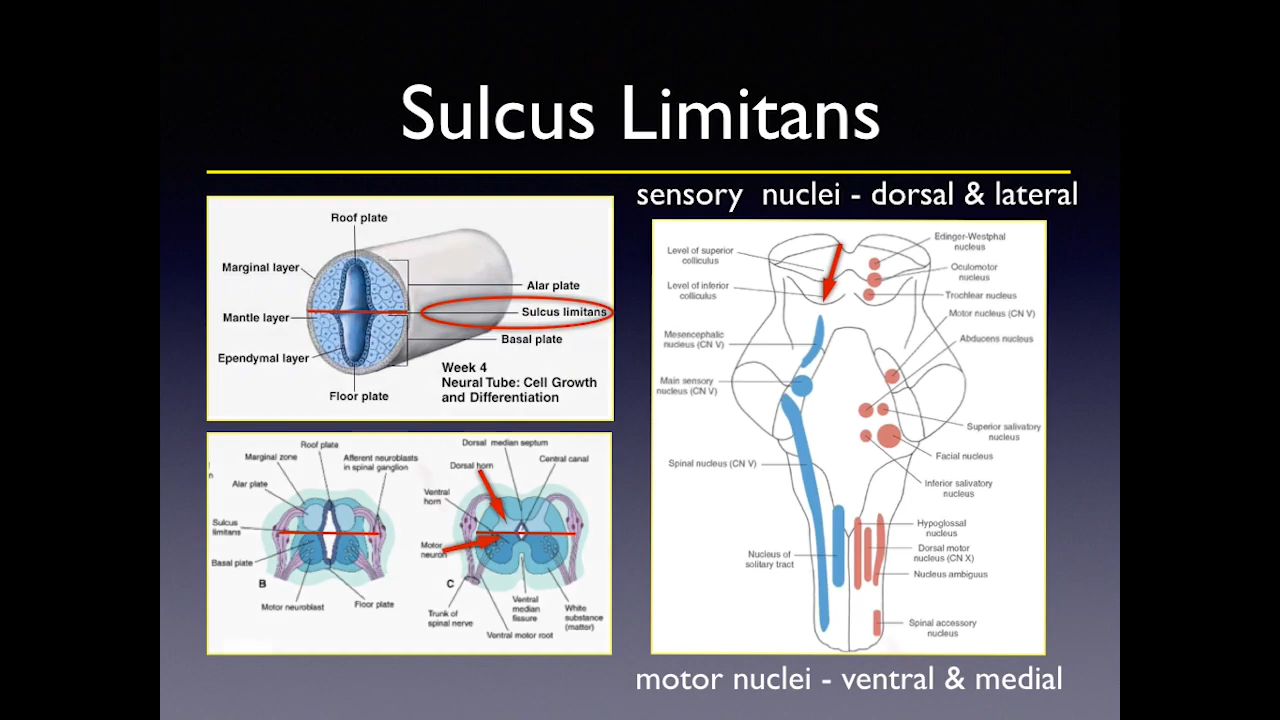 Sulcus Limitans
sensory nuclei - dorsal & lateral
Roof plate
Marginal layer
Alar plate
Sulcus limitans
Mantle layer
Basal plate
Ependymal layer
Week 4
Neural Tube: Cell Growth
and Differentiation
Floor plate
Roof plate
Marginal zone
Afferent neuroblasts
in spinal ganglion
Alar plate
Sulcus
limitans
Basal plate
B
Motor neuroblast
Floor plate
Dorsal median septum
Dorsal horn
Central canal
Ventral
horn
Motor
neuron
C
Trunk of
spinal nerve
Ventral
median
fissure
White
substance
(matter)
Ventral motor root
Level of superior
colliculus
Level of inferior
colliculus
Mesencephalic
nucleus (CN V)
Main sensory
nucleus (CN V)
Spinal nucleus (CN V)
Nucleus of
solitary tract
Edinger-Westphal
nucleus
Oculomotor
nucleus
Trochlear nucleus
Motor nucleus (CN V)
Abducens nucleus
Superior salivatory
nucleus
Facial nucleus
Inferior salivatory
nucleus
Hypoglossal
nucleus
Dorsal motor
nucleus (CN X)
Nucleus ambiguus
Spinal accessory
nucleus
motor nuclei - ventral & medial